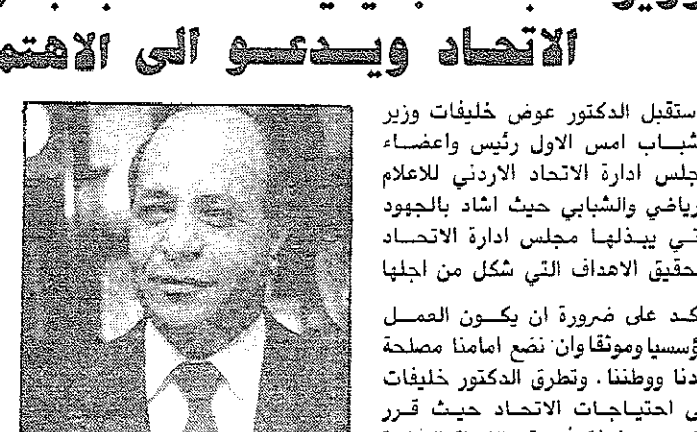 الاتحاد ويدعو الى الاهتم
ستقبل الدكتور عوض خليفات وزير
شباب امس الاول رئيس واعضاء
جلس ادارة الاتحاد الاردني للاعلام
رياضي والشبابي حيث اشاد بالجهود
تي يبذلها مجلس ادارة الاتحاد
حقيق الاهداف التي شكل من اجلها
كد على ضرورة ان يكون العمل
ؤسسيا وموثقا وان نضع امامنا مصلحة
دنا ووطننا . وتطرق الدكتور خليفات
ى احتياجات الاتحاد حيث قرر